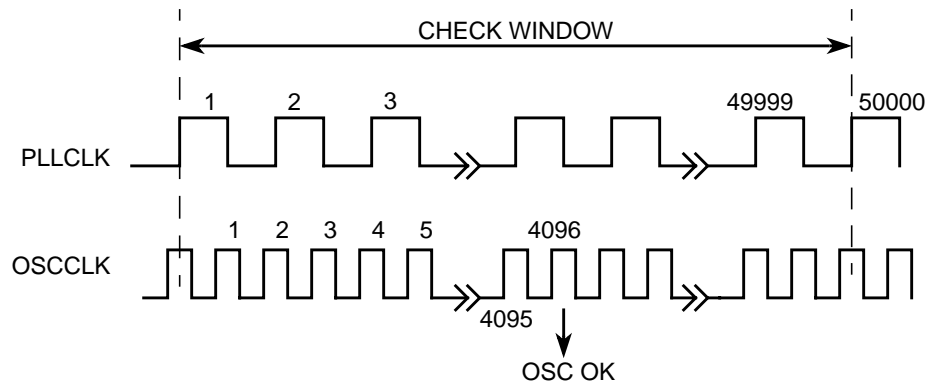 CHECK WINDOW
1 2 3 49999 50000
PLLCLK
1 2 3 4 5 4096
OSCCLK
4095
OSC OK